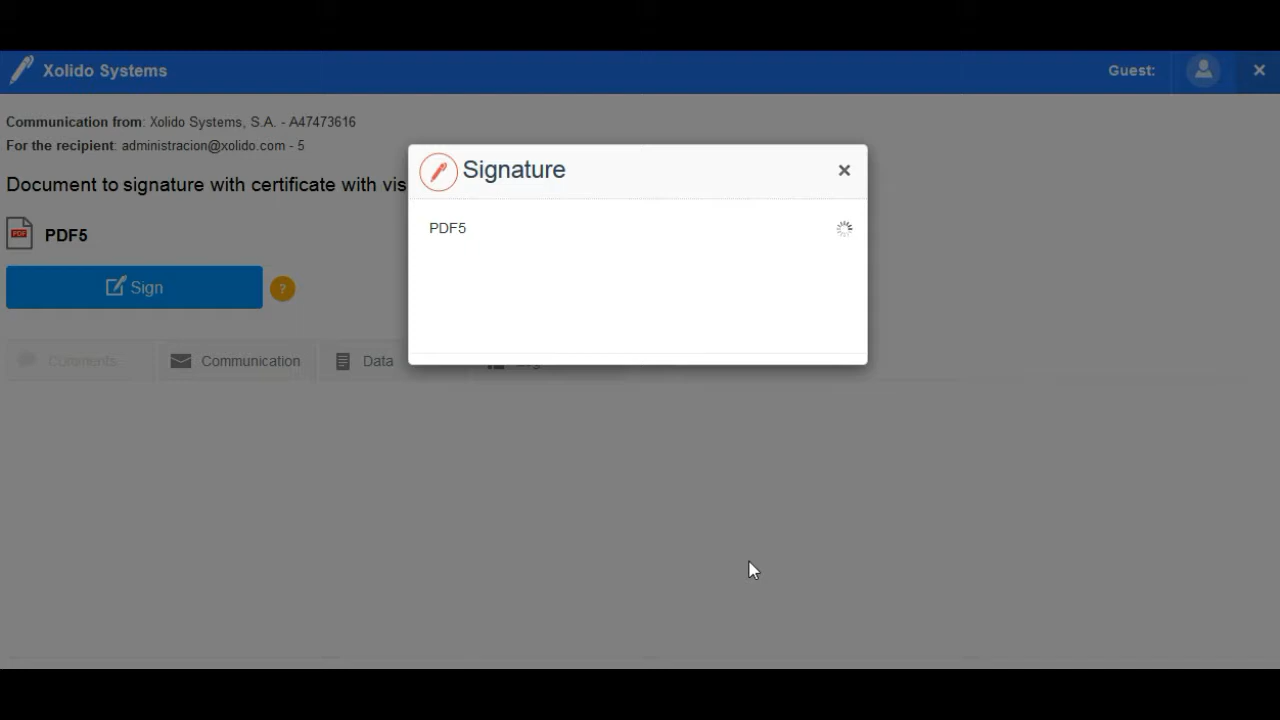 Xolido Systems
Guest:
Communication from: Xolido Systems, S.A. - A47473616
For the recipient: administracion@xolido.com - 5
Document to signature with certificate with vis
PDF
PDF5
Sign
?
Comments
Communication
Data
Signature
PDF5